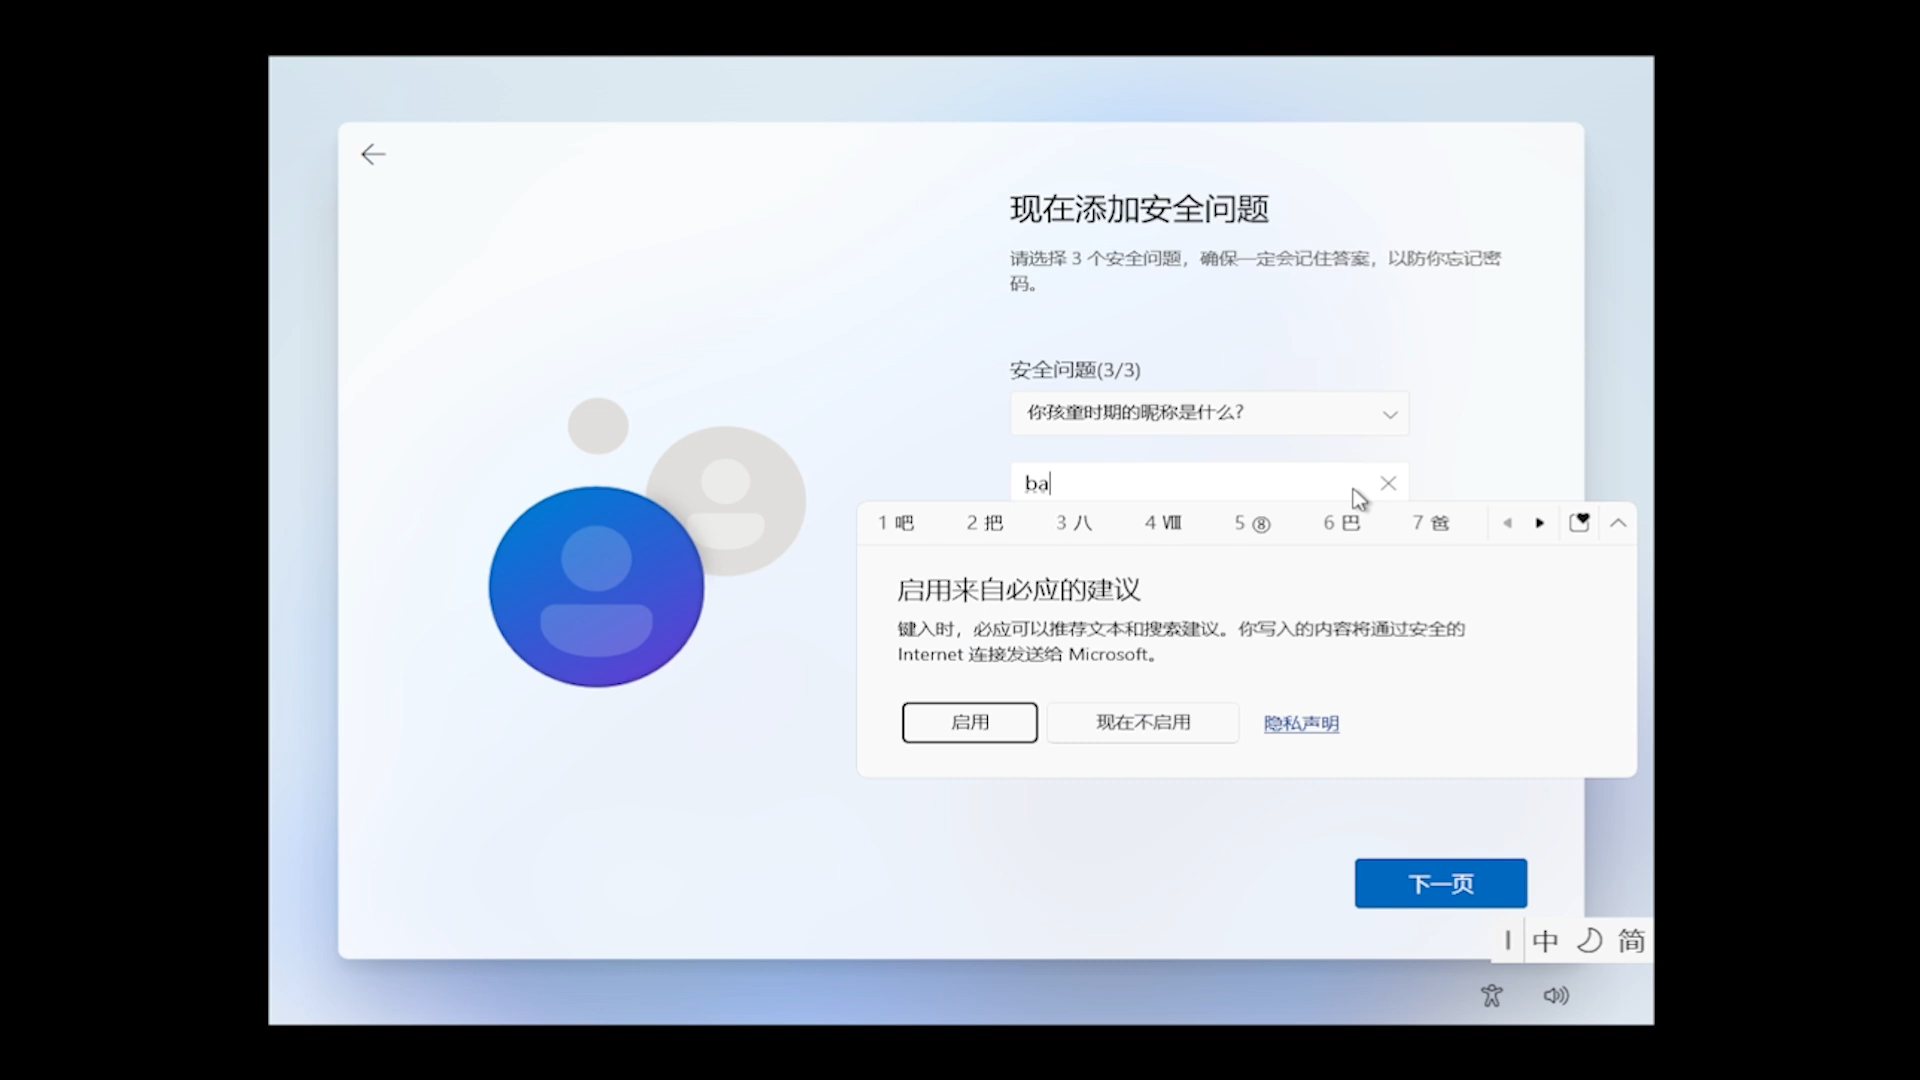 现在添加安全问题
请选择 3 个安全问题，确保一定会记住答案，以防你忘记密
码。
安全问题(3/3)
你孩童时期的昵称是什么?
ba
1 吧 2 把 3 八 4 Ⅷ 5 ⑧ 6 巴 7 爸
启用来自必应的建议
键入时，必应可以推荐文本和搜索建议。你写入的内容将通过安全的
Internet 连接发送给 Microsoft。
启用 现在不启用 隐私声明
下一页
中 简